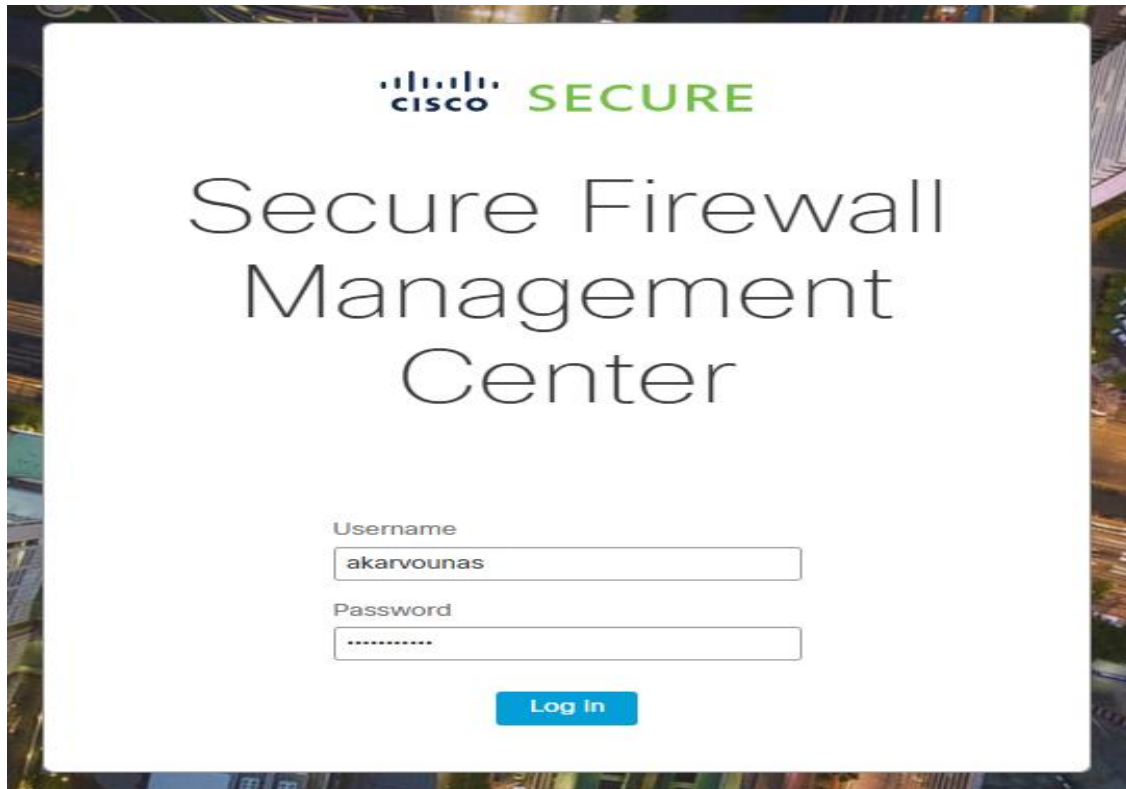 CISCO SECURE
Secure Firewall
Management
Center
Username
akarvounas
Password
•••••••••••
Log In